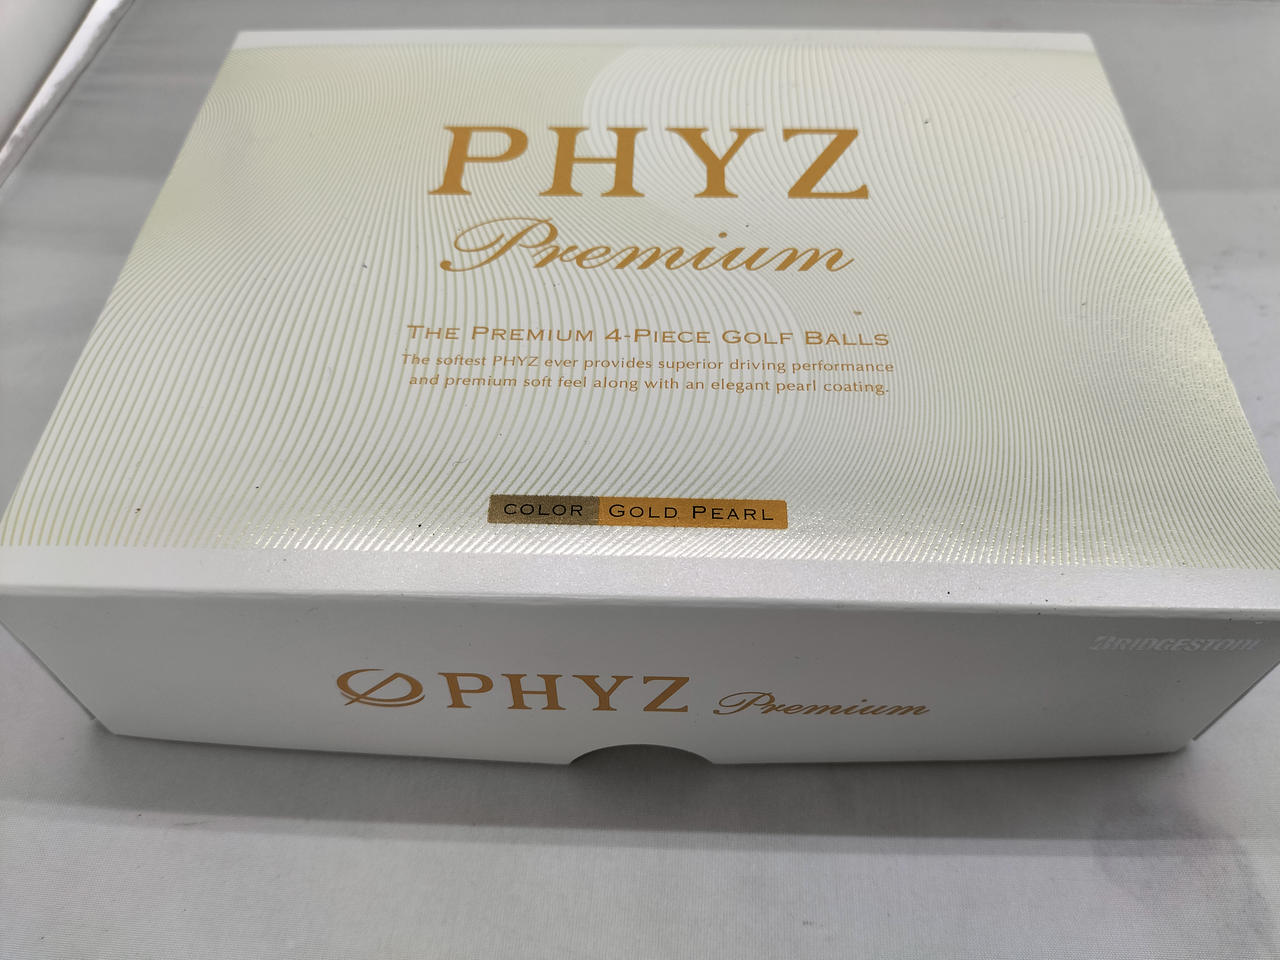 PHYZ
Premium
THE PREMIUM 4-PIECE GOLF BALLS
The softest PHYZ ever provides superior driving performance
and premium soft feel along with an elegant pearl coating.
COLOR GOLD PEARL
BRIDGESTONE
PHYZ Premium